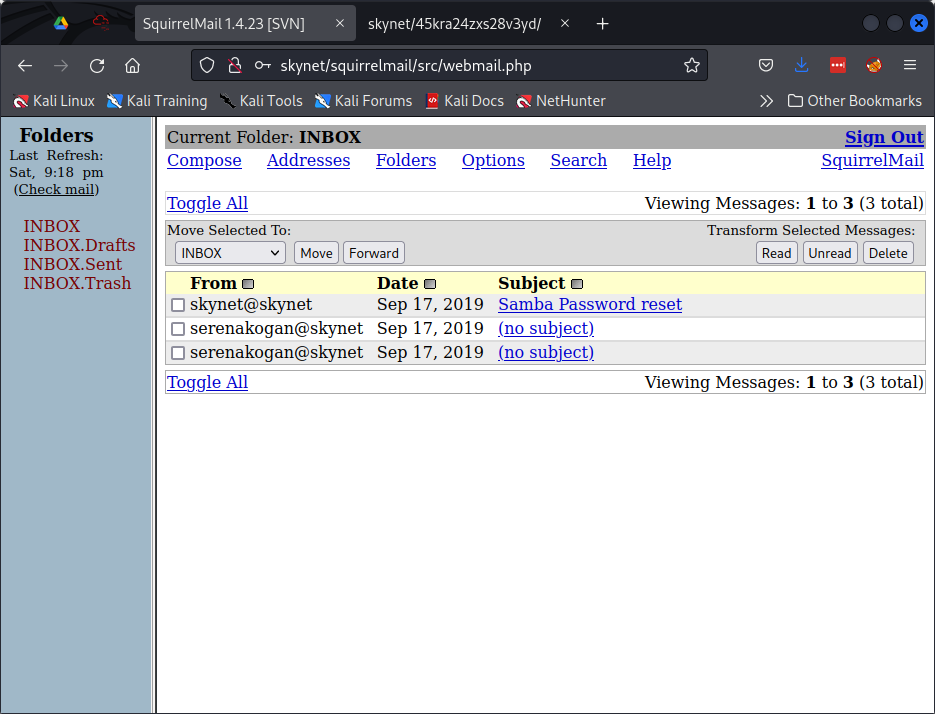 SquirrelMail 1.4.23 [SVN] skynet/45kra24zxs28v3yd/
skynet/squirrelmail/src/webmail.php
Kali Linux Kali Training Kali Tools Kali Forums Kali Docs NetHunter Other Bookmarks
Folders
Last Refresh:
Sat, 9:18 pm
(Check mail)
INBOX
INBOX.Drafts
INBOX.Sent
INBOX.Trash
Current Folder: INBOX Sign Out
Compose Addresses Folders Options Search Help SquirrelMail
Toggle All Viewing Messages: 1 to 3 (3 total)
Move Selected To: Transform Selected Messages:
INBOX Move Forward Read Unread Delete
From Date Subject
skynet@skynet Sep 17, 2019 Samba Password reset
serenakogan@skynet Sep 17, 2019 (no subject)
serenakogan@skynet Sep 17, 2019 (no subject)
Toggle All Viewing Messages: 1 to 3 (3 total)